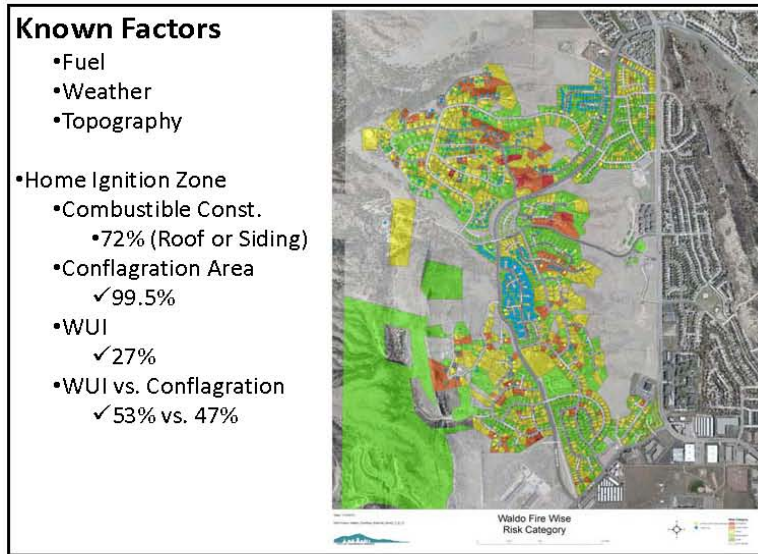 Known Factors
•Fuel
•Weather
•Topography
•Home Ignition Zone
•Combustible Const.
•72% (Roof or Siding)
•Conflagration Area
✓99.5%
•WUI
✓27%
•WUI vs. Conflagration
✓53% vs. 47%
Waldo Fire Wise
Risk Category